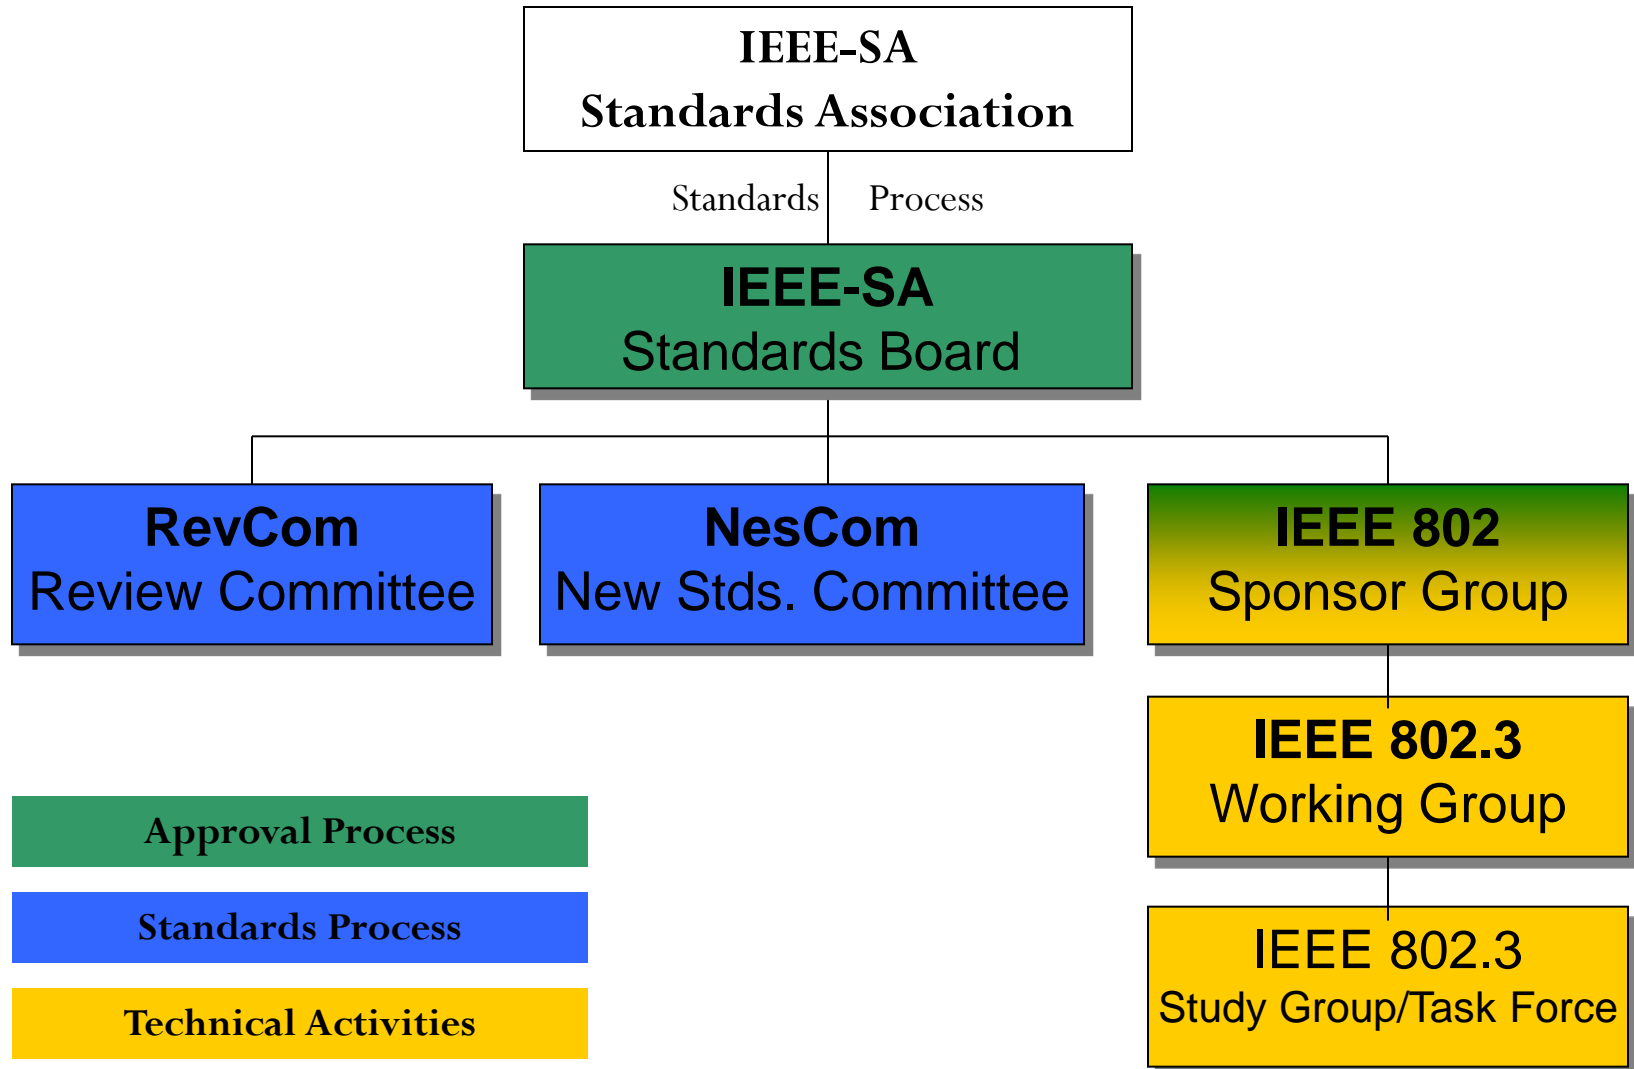 IEEE-SA
Standards Association
Standards Process
IEEE-SA
Standards Board
RevCom
Review Committee
NesCom
New Stds. Committee
IEEE 802
Sponsor Group
IEEE 802.3
Working Group
IEEE 802.3
Study Group/Task Force
Approval Process
Standards Process
Technical Activities